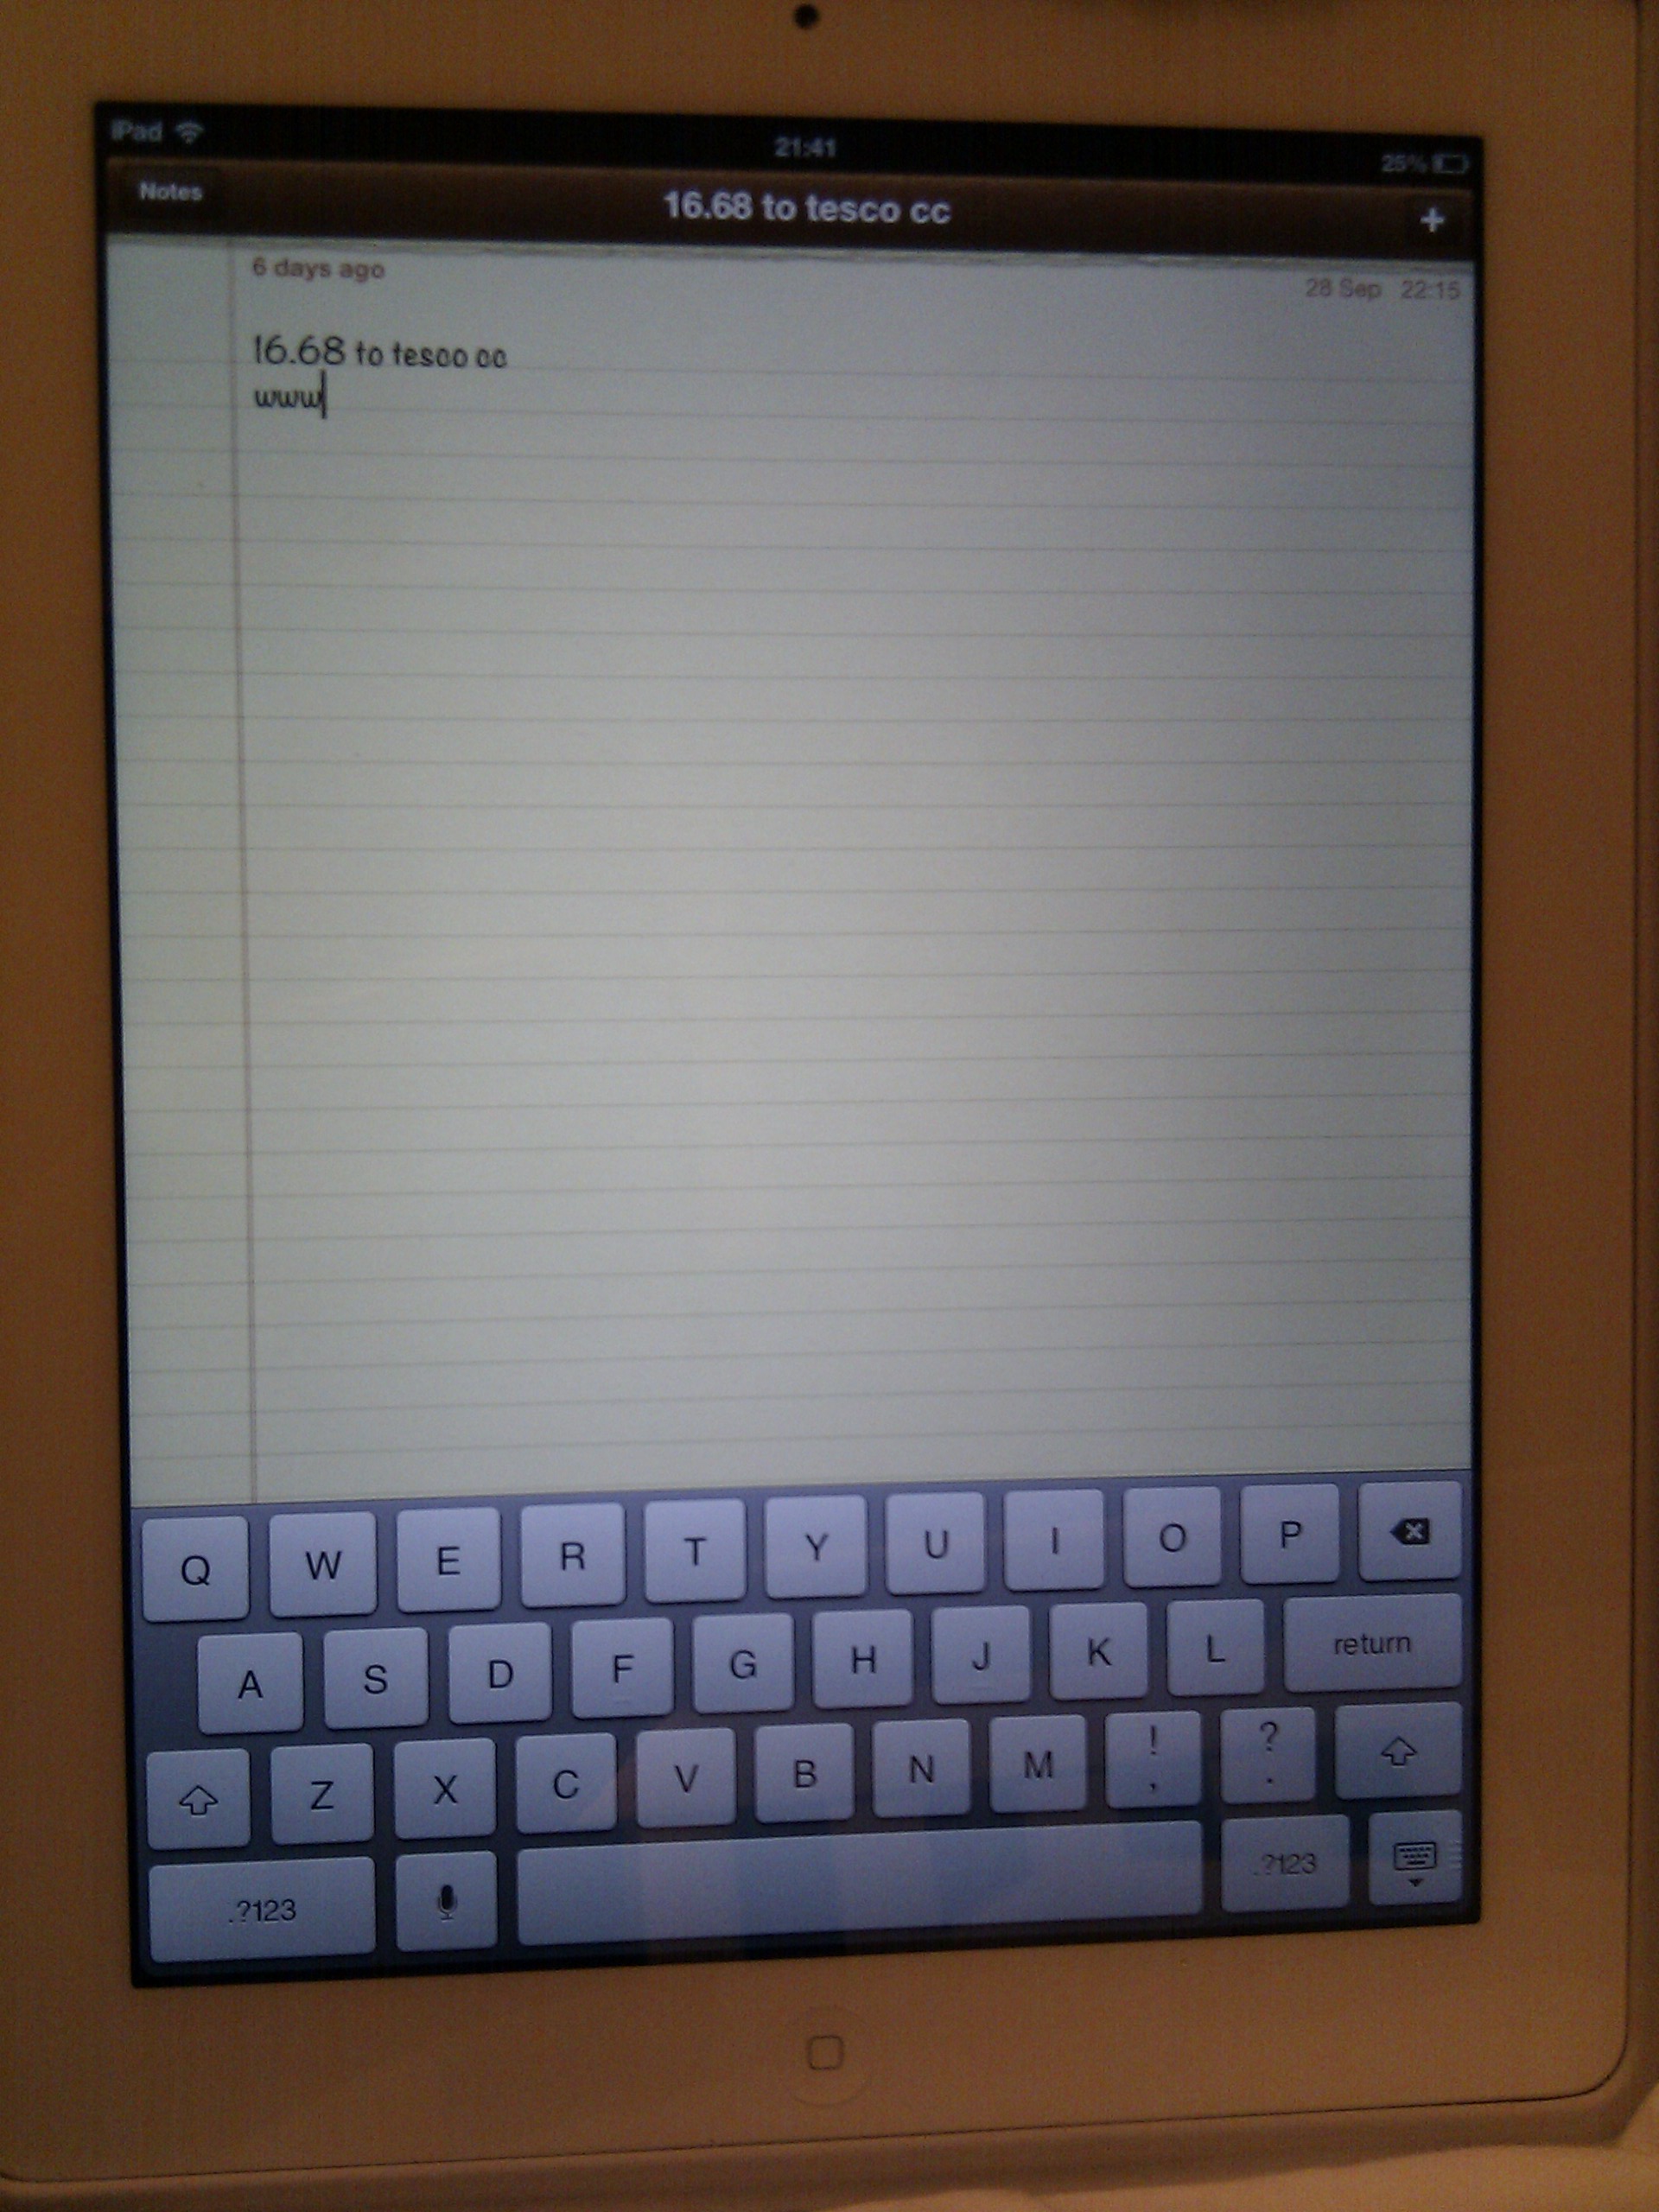 iPad
21:41
25%
Notes
16.68 to tesco cc
+
6 days ago
28 Sep 22:15
16.68 to tesco cc
www
Q W E R T Y U I O P
A S D F G H J K L return
Z X C V B N M ! , ? .
.?123 .?123